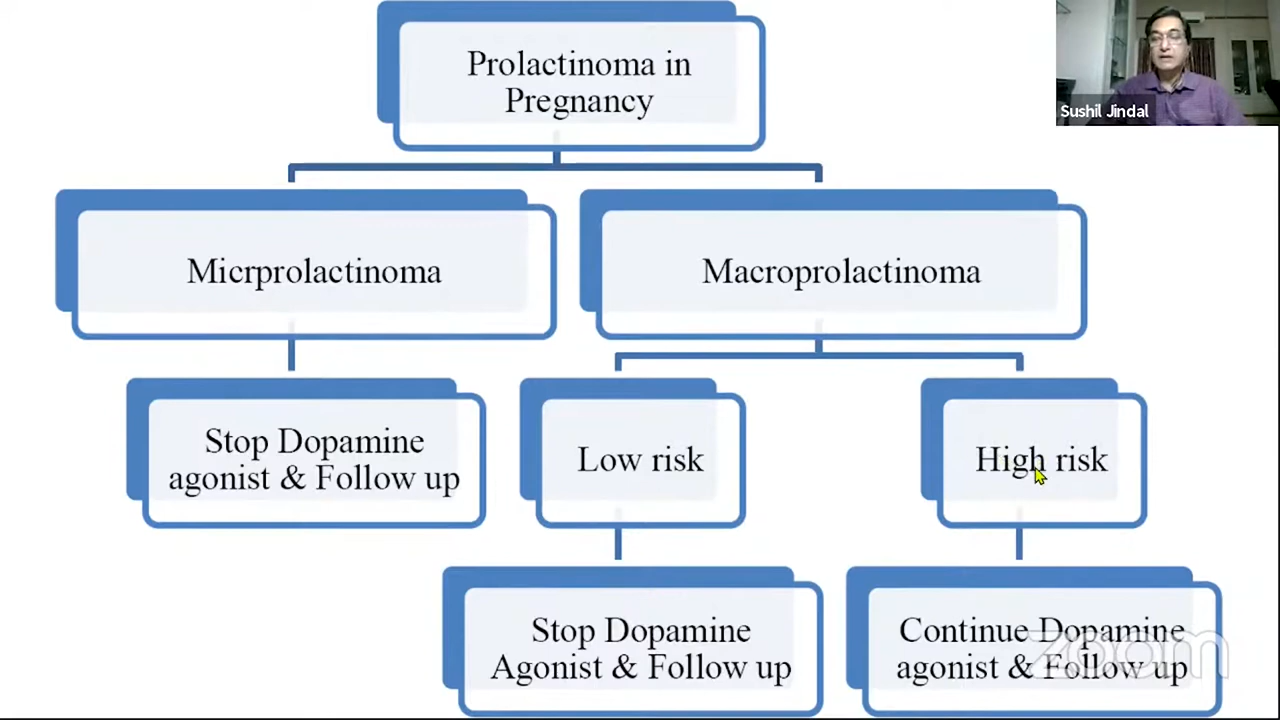 Prolactinoma in
Pregnancy
Sushil Jindal
Micrprolactinoma
Macroprolactinoma
Stop Dopamine
agonist & Follow up
Low risk
High risk
Stop Dopamine
Agonist & Follow up
Continue Dopamine
agonist & Follow up
zoom